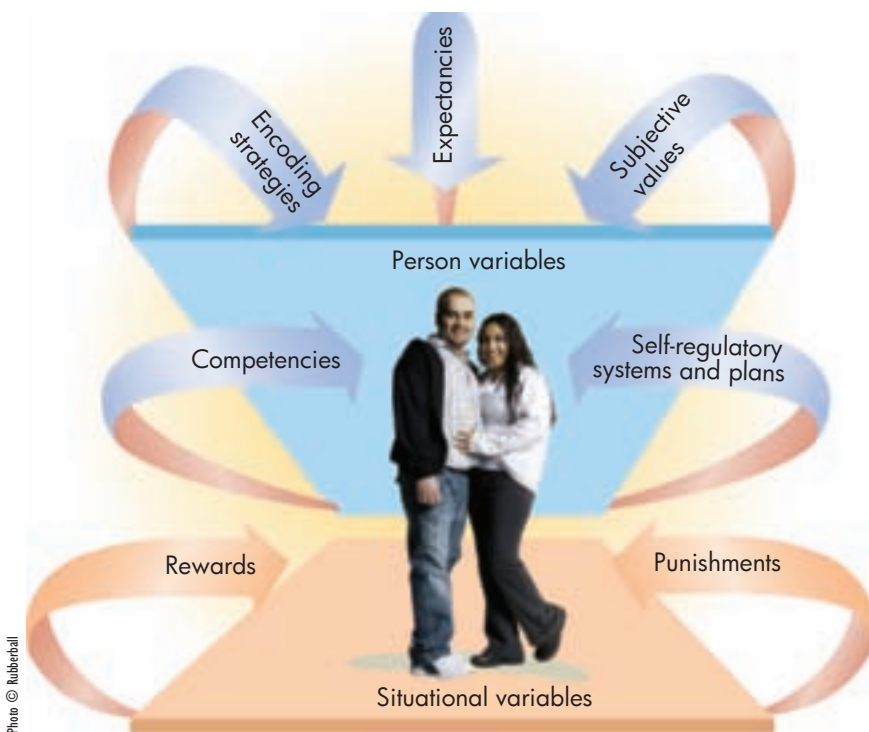 Expectancies
Encoding
strategies
Subjective
values
Person variables
Competencies
Self-regulatory
systems and plans
Rewards
Punishments
Situational variables
Photo © Rubberball